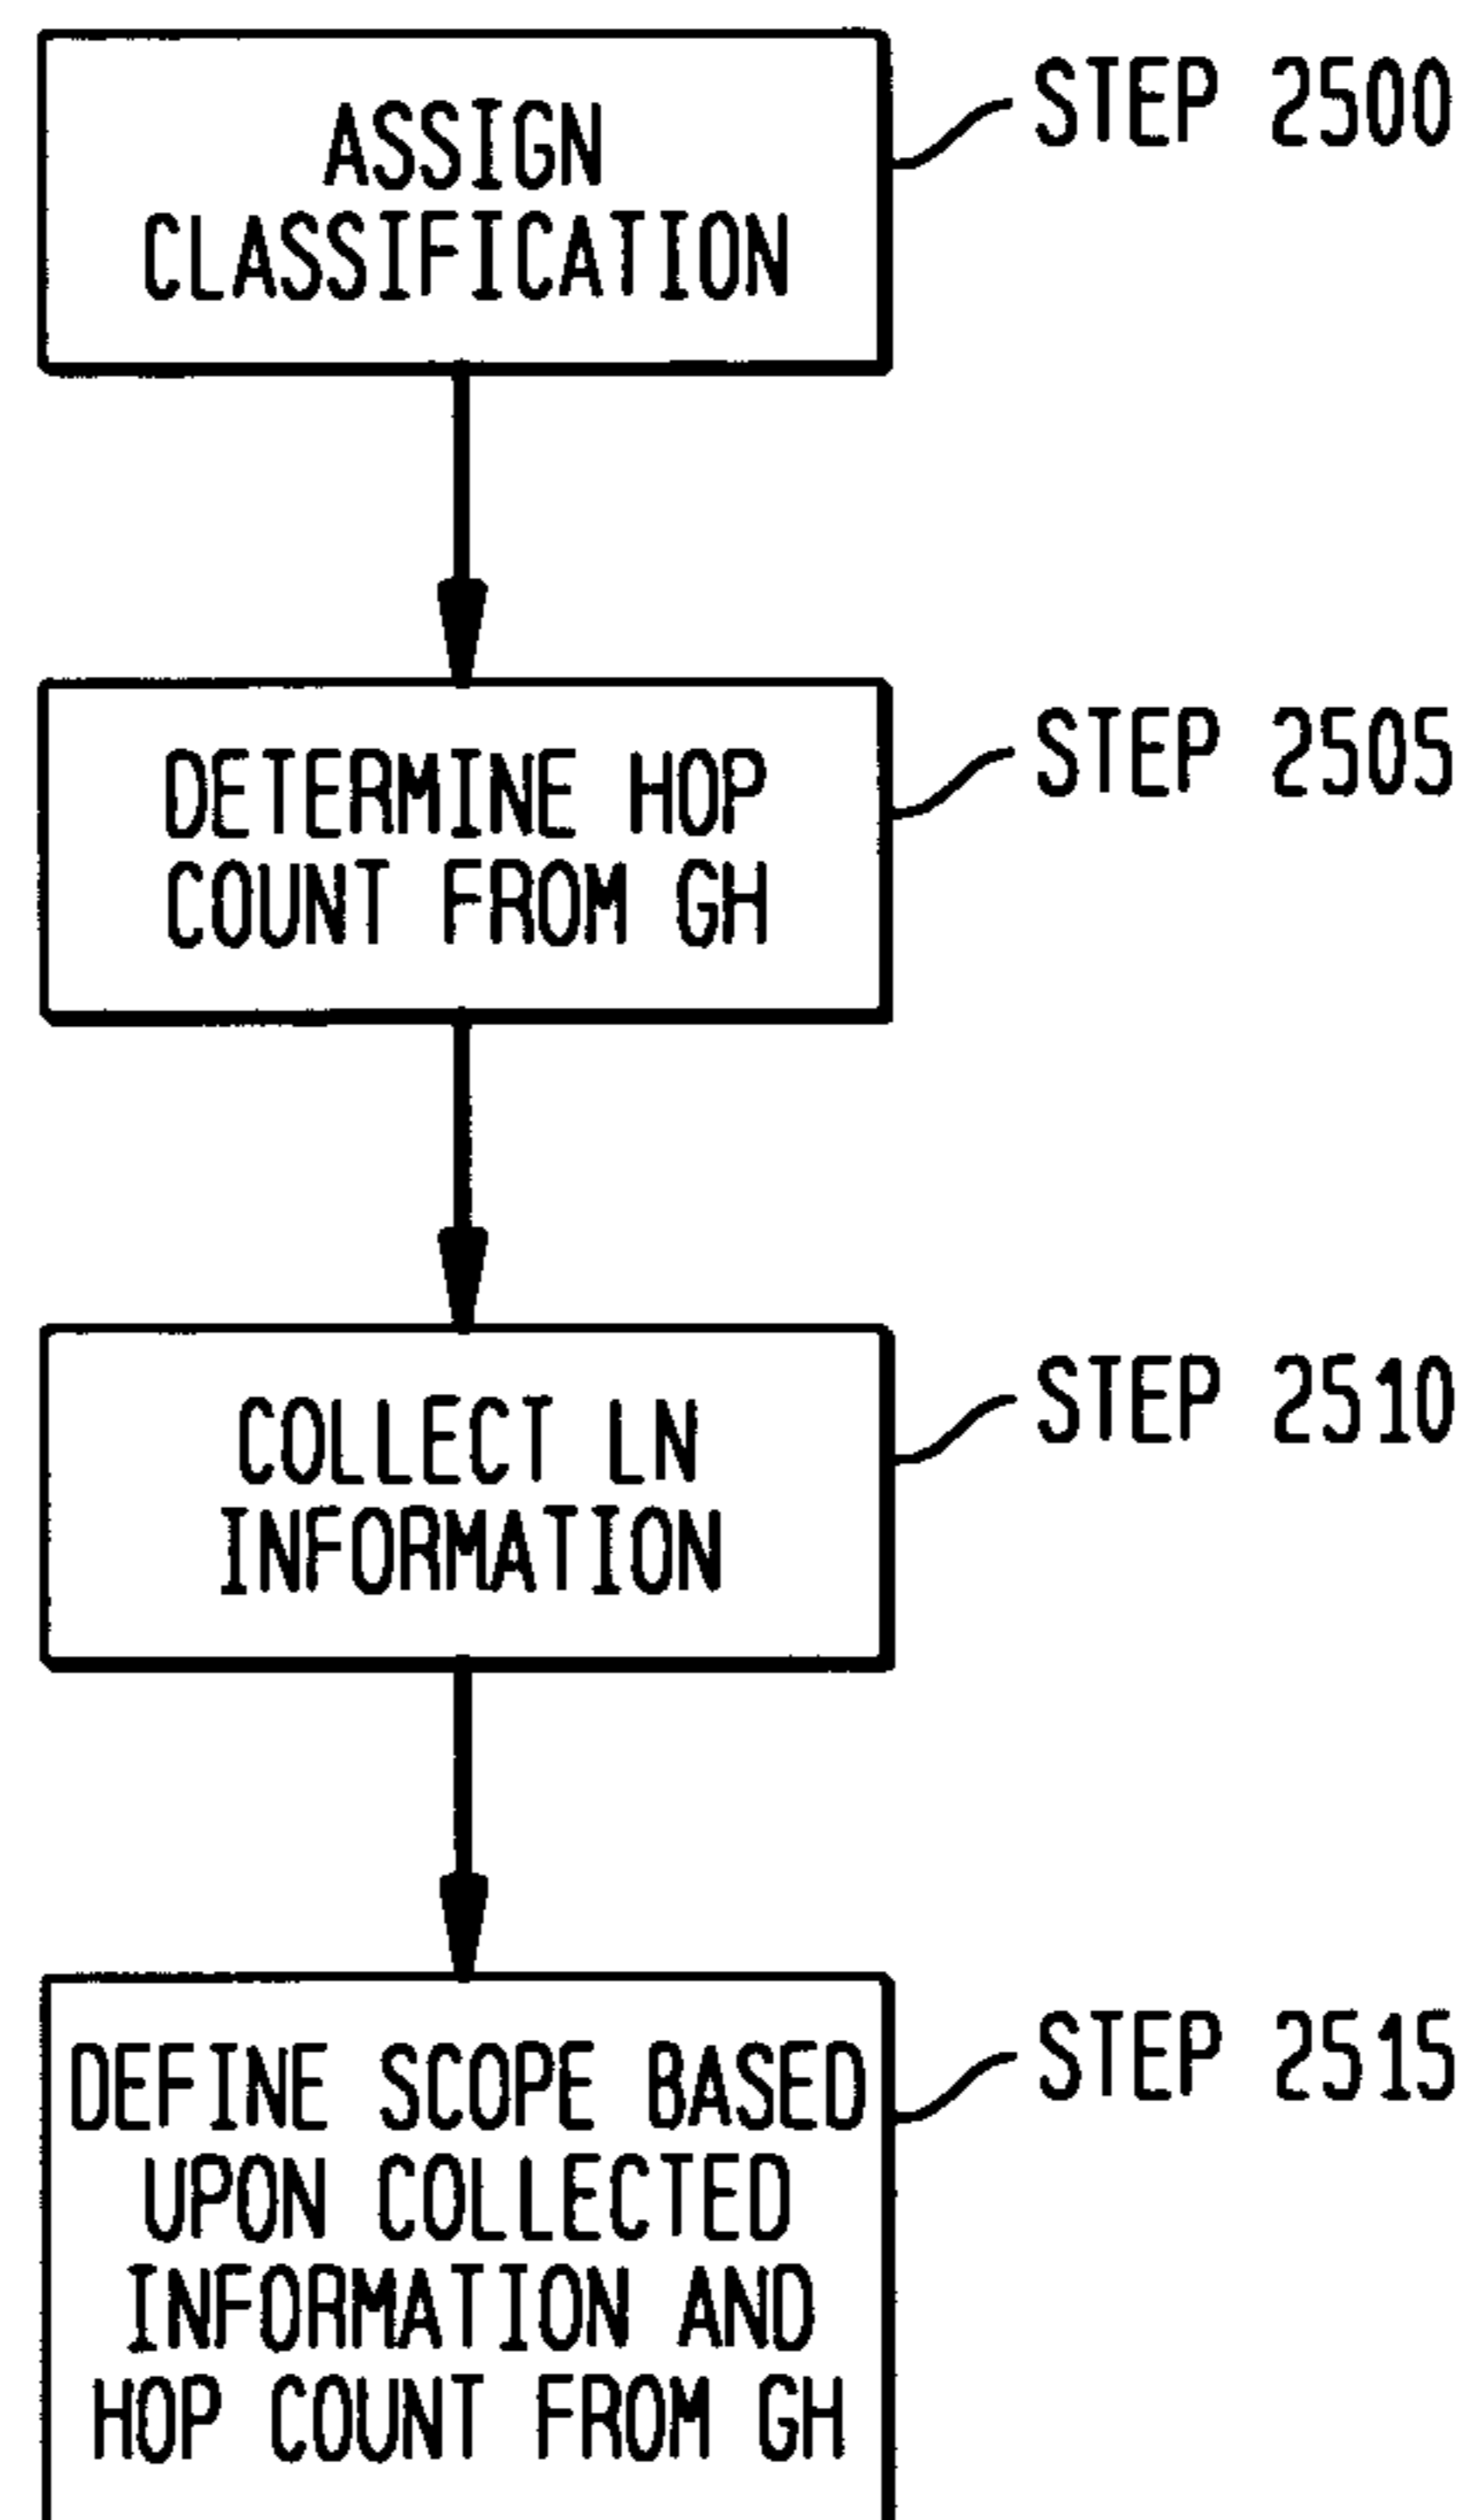 ASSIGN
CLASSIFICATION
STEP 2500
DETERMINE HOP
COUNT FROM GH
STEP 2505
COLLECT LN
INFORMATION
STEP 2510
DEFINE SCOPE BASED
UPON COLLECTED
INFORMATION AND
HOP COUNT FROM GH
STEP 2515